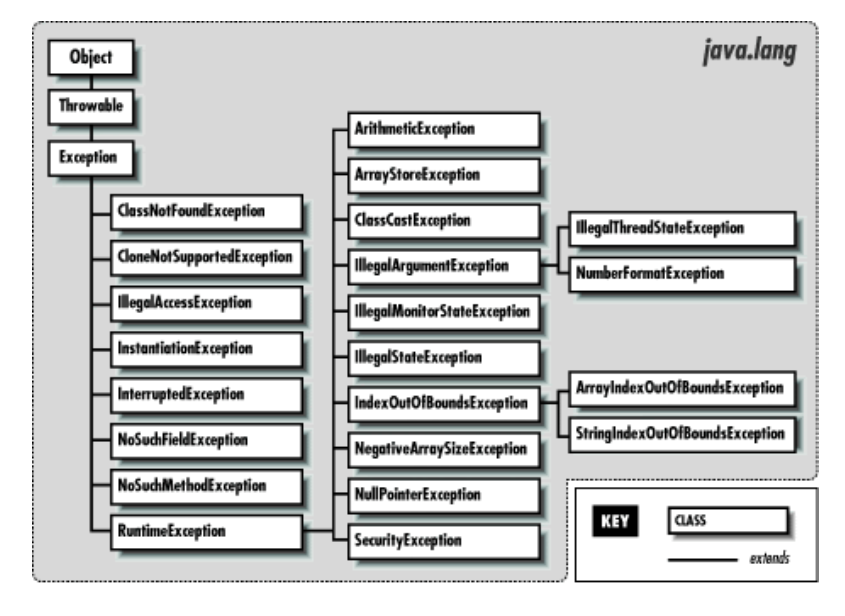 java.lang
Object
Throwable
Exception
ClassNotFoundException
CloneNotSupportedException
IllegalAccessException
InstantiationException
InterruptedException
NoSuchFieldException
NoSuchMethodException
RuntimeException
ArithmeticException
ArrayStoreException
ClassCastException
IllegalArgumentException
IllegalMonitorStateException
IllegalStateException
IndexOutOfBoundsException
NegativeArraySizeException
NullPointerException
SecurityException
IllegalThreadStateException
NumberFormatException
ArrayIndexOutOfBoundsException
StringIndexOutOfBoundsException
KEY
CLASS
extends